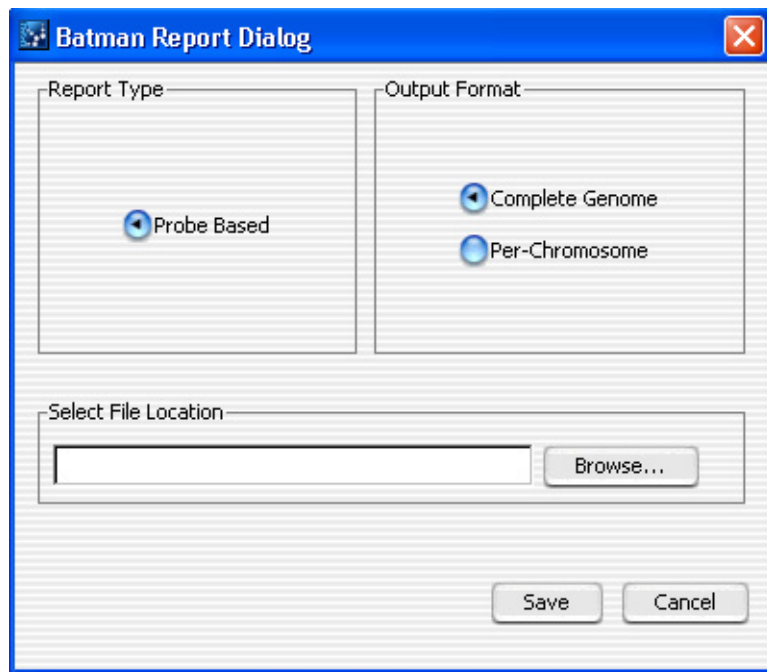 Batman Report Dialog
Report Type
Probe Based
Output Format
Complete Genome
Per-Chromosome
Select File Location
Browse...
Save
Cancel